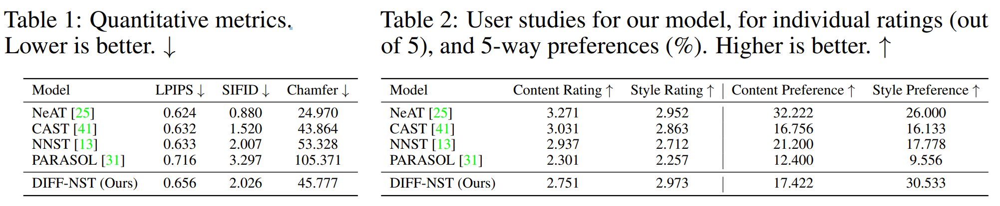 Table 1: Quantitative metrics.
Lower is better. ↓
Model LPIPS ↓ SIFID ↓ Chamfer ↓
NeAT [25] 0.624 0.880 24.970
CAST [41] 0.632 1.520 43.864
NNST [13] 0.633 2.007 53.328
PARASOL [31] 0.716 3.297 105.371
DIFF-NST (Ours) 0.656 2.026 45.777
Table 2: User studies for our model, for individual ratings (out
of 5), and 5-way preferences (%). Higher is better. ↑
Model Content Rating ↑ Style Rating ↑ Content Preference ↑ Style Preference ↑
NeAT [25] 3.271 2.952 32.222 26.000
CAST [41] 3.031 2.863 16.756 16.133
NNST [13] 2.937 2.712 21.200 17.778
PARASOL [31] 2.301 2.257 12.400 9.556
DIFF-NST (Ours) 2.751 2.973 17.422 30.533